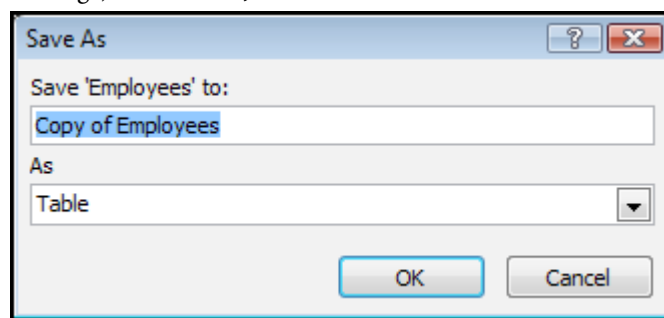 Save As
Save 'Employees' to:
Copy of Employees
As
Table
OK Cancel